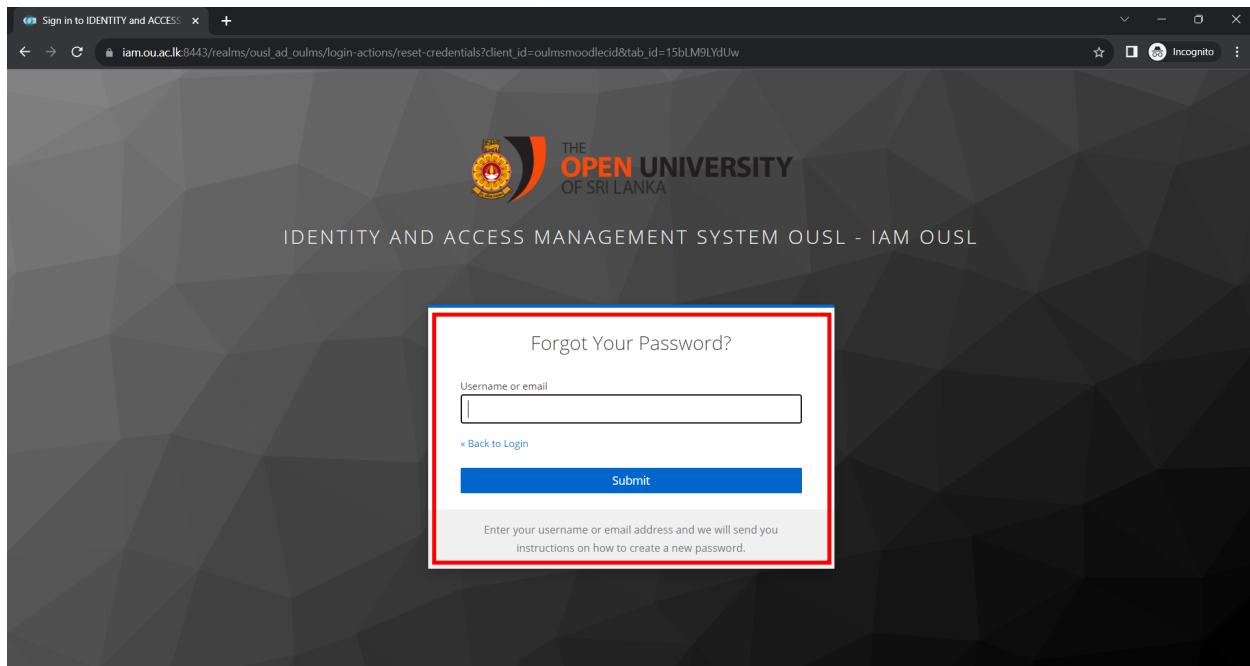 Sign in to IDENTITY and ACCESS
iam.ou.ac.lk:8443/realms/ousl_ad_oulms/login-actions/reset-credentials?client_id=oulmsmoodlecid&tab_id=15bLM9LYdUw
Incognito
THE
OPEN UNIVERSITY
OF SRI LANKA
IDENTITY AND ACCESS MANAGEMENT SYSTEM OUSL - IAM OUSL
Forgot Your Password?
Username or email
« Back to Login
Submit
Enter your username or email address and we will send you
instructions on how to create a new password.